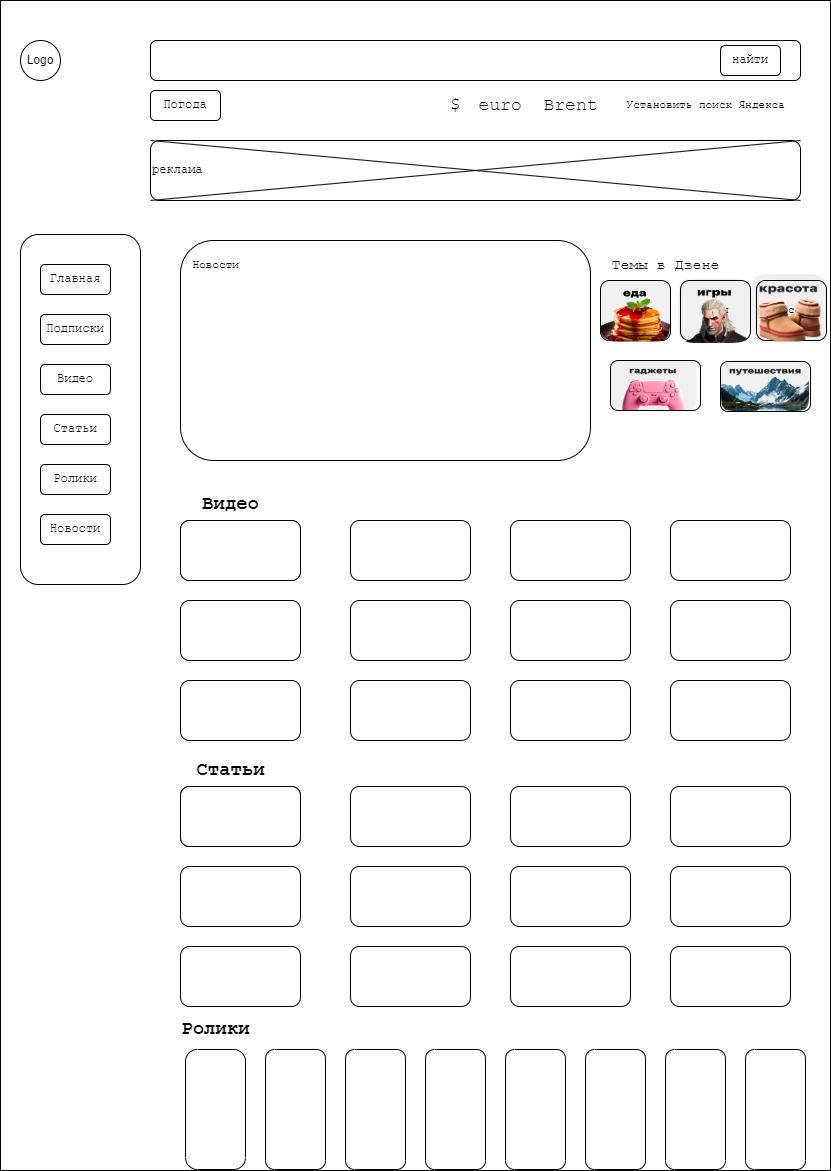 Logo
найти
Погода
$ euro Brent Установить поиск Яндекса
реклама
Главная
Подписки
Видео
Статьи
Ролики
Новости
Новости
Темы в Дзене
еда
игры
красота
гаджеты
путешествия
Видео
Статьи
Ролики